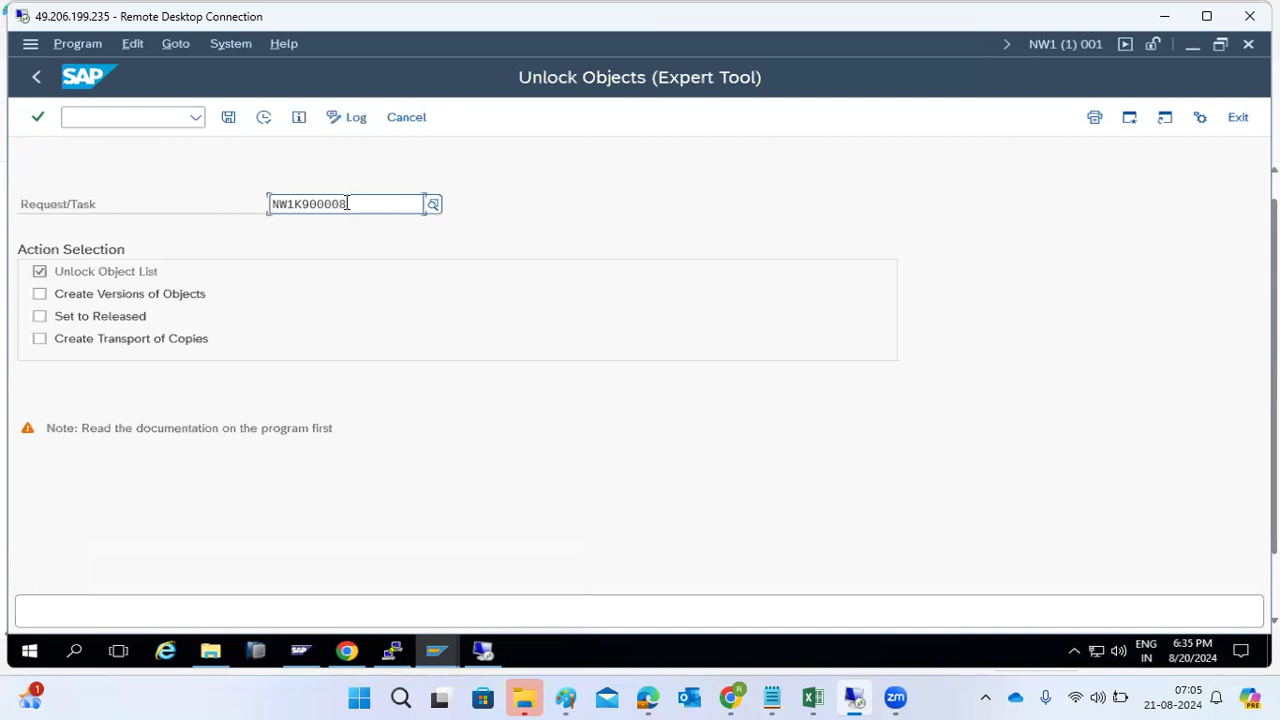 49.206.199.235 - Remote Desktop Connection
Program Edit Goto System Help
NW1 (1) 001
SAP
Unlock Objects (Expert Tool)
Log Cancel
Exit
Request/Task
NW1K900008
Action Selection
Unlock Object List
Create Versions of Objects
Set to Released
Create Transport of Copies
Note: Read the documentation on the program first
ENG
IN
6:35 PM
8/20/2024
07:05
21-08-2024